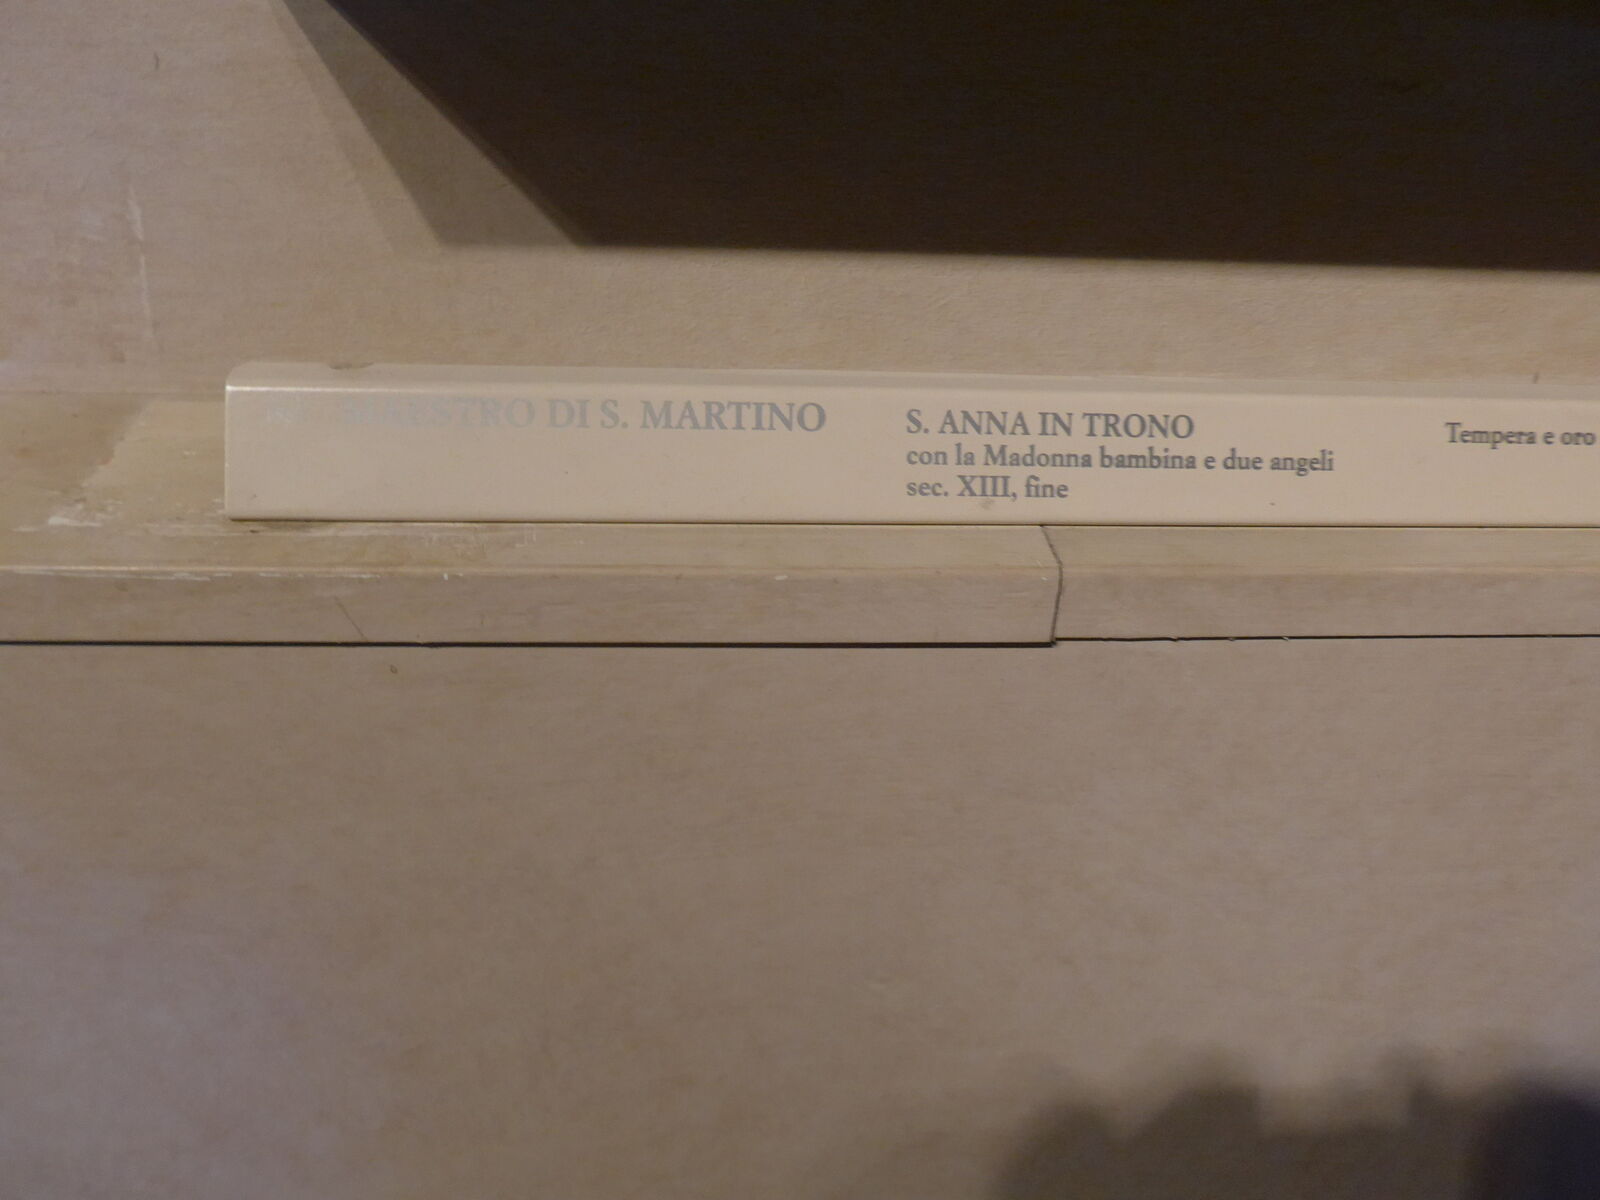 MAESTRO DI S. MARTINO
S. ANNA IN TRONO
con la Madonna bambina e due angeli
sec. XIII, fine
Tempera e oro